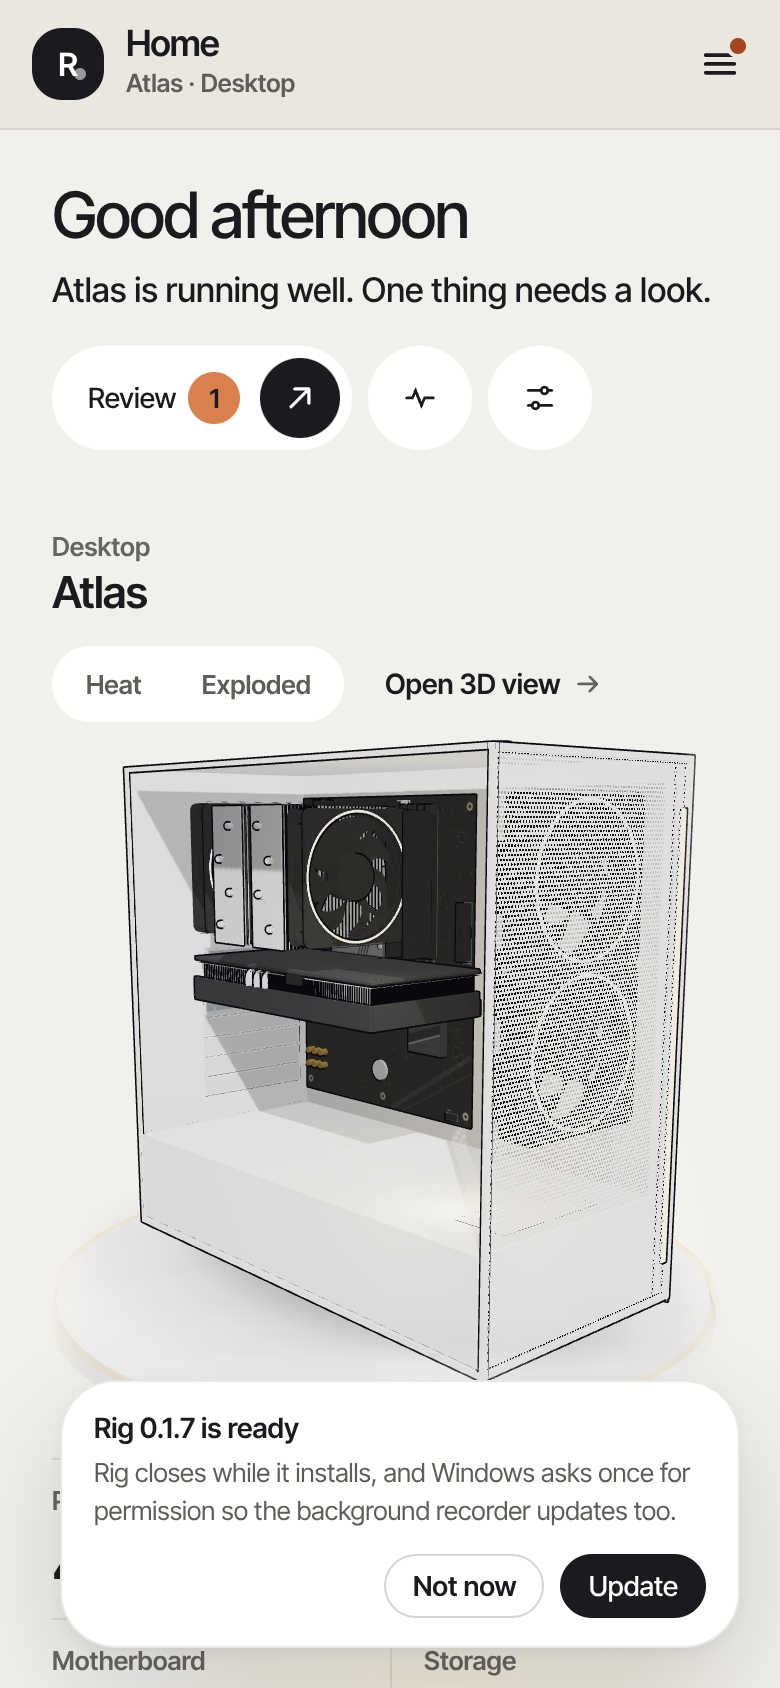 R
Home
Atlas · Desktop
Good afternoon
Atlas is running well. One thing needs a look.
Review 1
Desktop
Atlas
Heat Exploded Open 3D view
Rig 0.1.7 is ready
Rig closes while it installs, and Windows asks once for
permission so the background recorder updates too.
Not now Update
Motherboard Storage